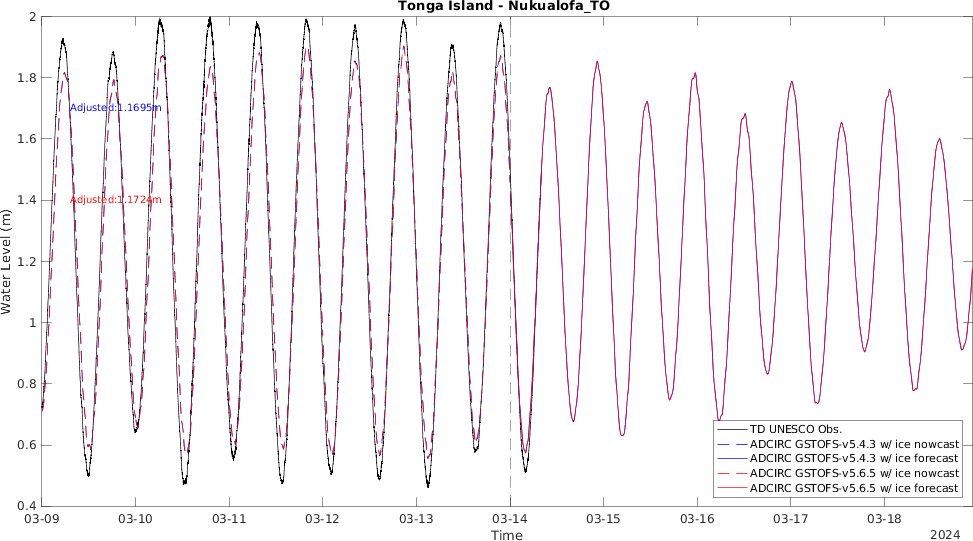 Tonga Island - Nukualofa_TO
2
1.8
1.6
1.4
1.2
1
0.8
0.6
0.4
Water Level (m)
Adjusted:1.1695m
Adjusted:1.1724m
TD UNESCO Obs.
ADCIRC GSTOFS-v5.4.3 w/ ice nowcast
ADCIRC GSTOFS-v5.4.3 w/ ice forecast
ADCIRC GSTOFS-v5.6.5 w/ ice nowcast
ADCIRC GSTOFS-v5.6.5 w/ ice forecast
03-09 03-10 03-11 03-12 03-13 03-14 03-15 03-16 03-17 03-18
Time
2024